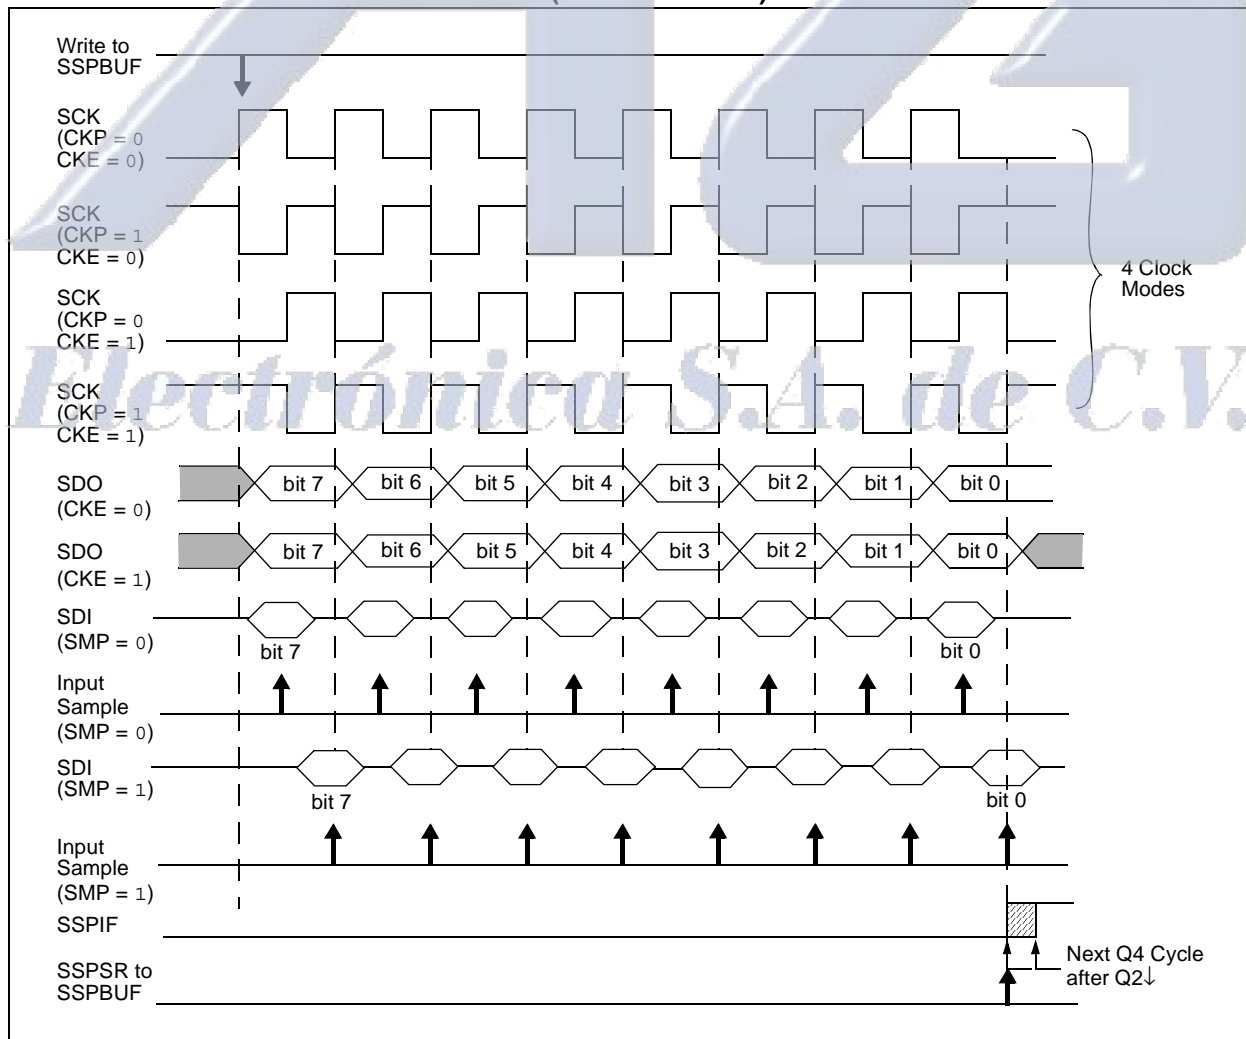 Write to
SSPBUF
SCK
(CKP = 0
CKE = 0)
SCK
(CKP = 1
CKE = 0)
4 Clock
Modes
SCK
(CKP = 0
CKE = 1)
Electrónica S.A. de C.V.
SCK
(CKP = 1
CKE = 1)
SDO
(CKE = 0)
bit 7 bit 6 bit 5 bit 4 bit 3 bit 2 bit 1 bit 0
SDO
(CKE = 1)
bit 7 bit 6 bit 5 bit 4 bit 3 bit 2 bit 1 bit 0
SDI
(SMP = 0)
bit 7 bit 0
Input
Sample
(SMP = 0)
SDI
(SMP = 1)
bit 7 bit 0
Input
Sample
(SMP = 1)
SSPIF
Next Q4 Cycle
after Q2↓
SSPSR to
SSPBUF